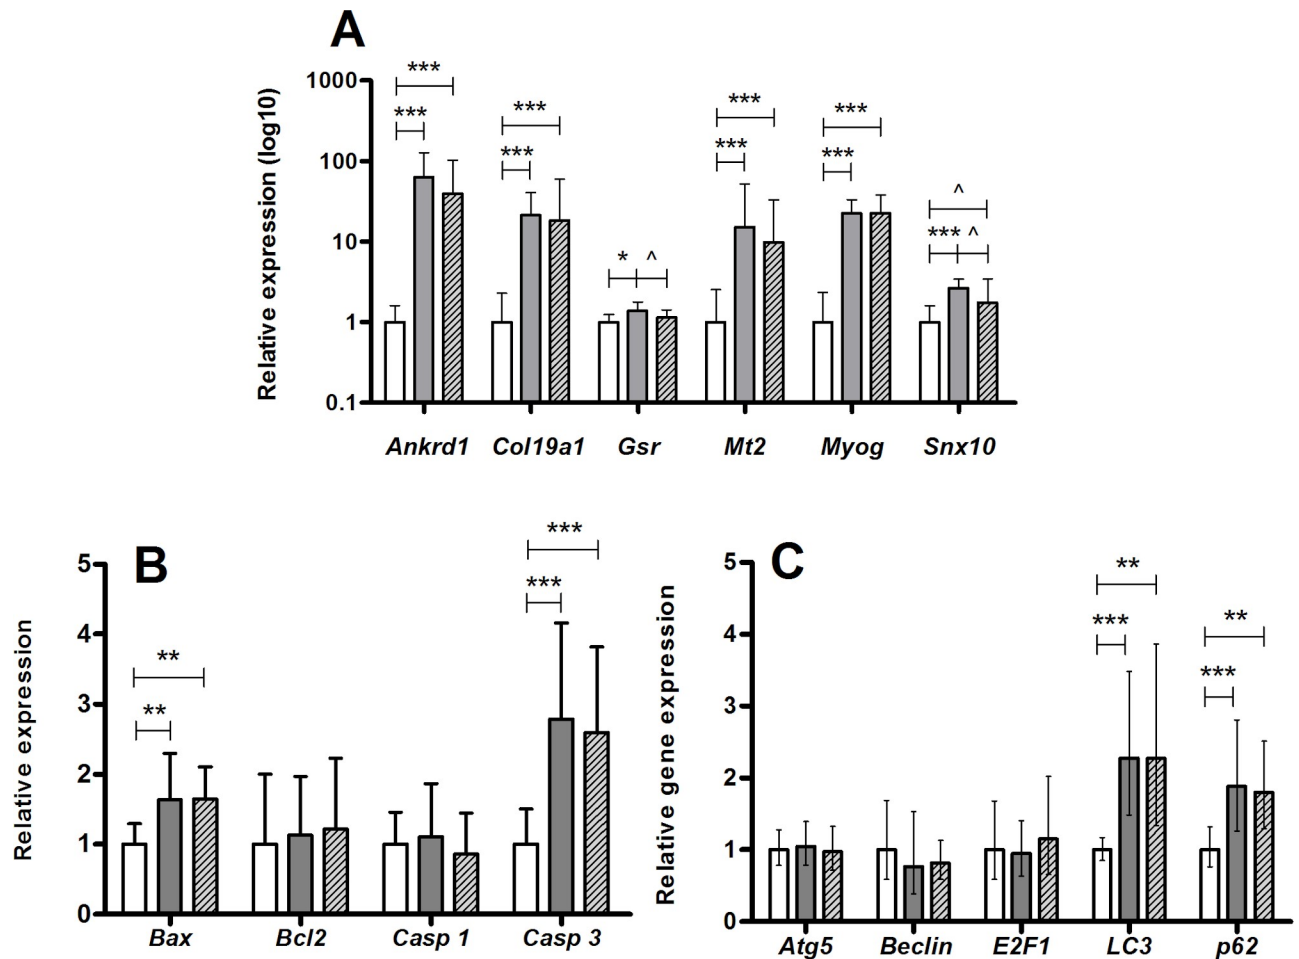 A
Relative expression (log10)
1000
100
10
1
0.1
*** *** *** *** *** *** * ^ *** *** *** *** ^ *** ^
Ankrd1 Col19a1 Gsr Mt2 Myog Snx10
B
Relative expression
5
4
3
2
1
0
** ** *** ***
Bax Bcl2 Casp 1 Casp 3
C
Relative gene expression
5
4
3
2
1
0
** *** ** ***
Atg5 Beclin E2F1 LC3 p62